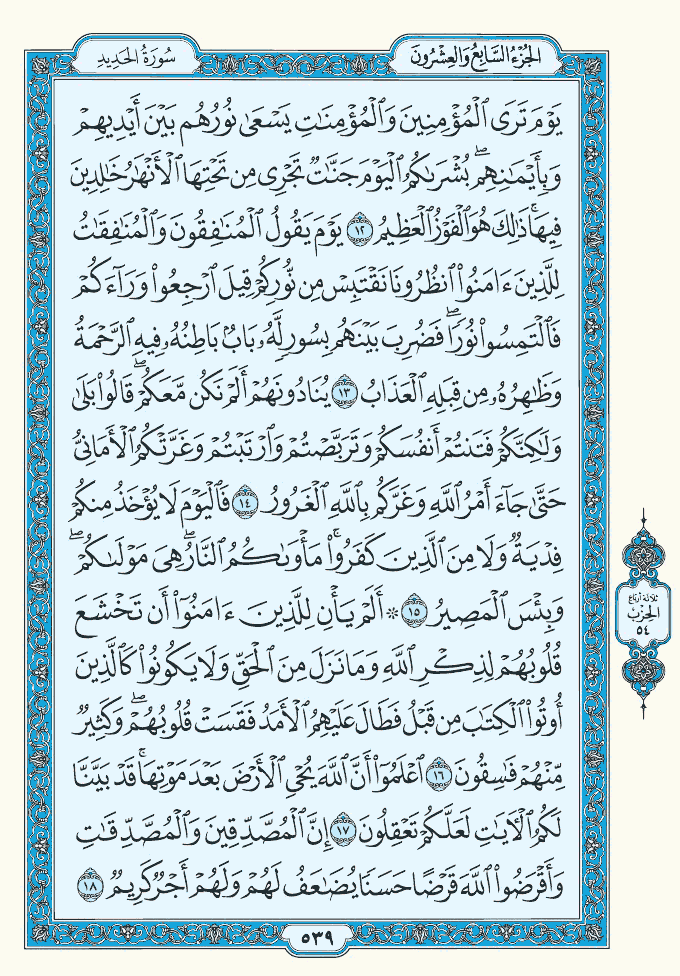 الجُزْءُ السَّابِعُ وَالعِشْرُونَ
سُورَةُ الحَدِيدِ
يَوْمَ تَرَى ٱلْمُؤْمِنِينَ وَٱلْمُؤْمِنَٰتِ يَسْعَىٰ نُورُهُم بَيْنَ أَيْدِيهِمْ
وَبِأَيْمَٰنِهِمۖ بُشْرَىٰكُمُ ٱلْيَوْمَ جَنَّٰتٌ تَجْرِى مِن تَحْتِهَا ٱلْأَنْهَٰرُ خَٰلِدِينَ
فِيهَاۚ ذَٰلِكَ هُوَ ٱلْفَوْزُ ٱلْعَظِيمُ ١٢ يَوْمَ يَقُولُ ٱلْمُنَٰفِقُونَ وَٱلْمُنَٰفِقَٰتُ
لِلَّذِينَ ءَامَنُوا۟ ٱنظُرُونَا نَقْتَبِسْ مِن نُّورِكُمْ قِيلَ ٱرْجِعُوا۟ وَرَآءَكُمْ
فَٱلْتَمِسُوا۟ نُورًاۖ فَضُرِبَ بَيْنَهُم بِسُورٍ لَّهُۥ بَابٌۢ بَاطِنُهُۥ فِيهِ ٱلرَّحْمَةُ
وَظَٰهِرُهُۥ مِن قِبَلِهِ ٱلْعَذَابُ ١٣ يُنَادُونَهُمْ أَلَمْ نَكُن مَّعَكُمْۖ قَالُوا۟ بَلَىٰ
وَلَٰكِنَّكُمْ فَتَنتُمْ أَنفُسَكُمْ وَتَرَبَّصْتُمْ وَٱرْتَبْتُمْ وَغَرَّتْكُمُ ٱلْأَمَانِىُّ
حَتَّىٰ جَآءَ أَمْرُ ٱللَّهِ وَغَرَّكُم بِٱللَّهِ ٱلْغَرُورُ ١٤ فَٱلْيَوْمَ لَا يُؤْخَذُ مِنكُمْ
فِدْيَةٌ وَلَا مِنَ ٱلَّذِينَ كَفَرُوا۟ۚ مَأْوَىٰكُمُ ٱلنَّارُۖ هِىَ مَوْلَىٰكُمْۖ
وَبِئْسَ ٱلْمَصِيرُ ١٥ ۞ أَلَمْ يَأْنِ لِلَّذِينَ ءَامَنُوٓا۟ أَن تَخْشَعَ
قُلُوبُهُمْ لِذِكْرِ ٱللَّهِ وَمَا نَزَلَ مِنَ ٱلْحَقِّ وَلَا يَكُونُوا۟ كَٱلَّذِينَ
أُوتُوا۟ ٱلْكِتَٰبَ مِن قَبْلُ فَطَالَ عَلَيْهِمُ ٱلْأَمَدُ فَقَسَتْ قُلُوبُهُمْۖ وَكَثِيرٌ
مِّنْهُمْ فَٰسِقُونَ ١٦ ٱعْلَمُوٓا۟ أَنَّ ٱللَّهَ يُحْىِ ٱلْأَرْضَ بَعْدَ مَوْتِهَاۚ قَدْ بَيَّنَّا
لَكُمُ ٱلْءَايَٰتِ لَعَلَّكُمْ تَعْقِلُونَ ١٧ إِنَّ ٱلْمُصَّدِّقِينَ وَٱلْمُصَّدِّقَٰتِ
وَأَقْرَضُوا۟ ٱللَّهَ قَرْضًا حَسَنًا يُضَٰعَفُ لَهُمْ وَلَهُمْ أَجْرٌ كَرِيمٌ ١٨
ثلاثة أرباع
الحزب
٥٤
٥٣٩